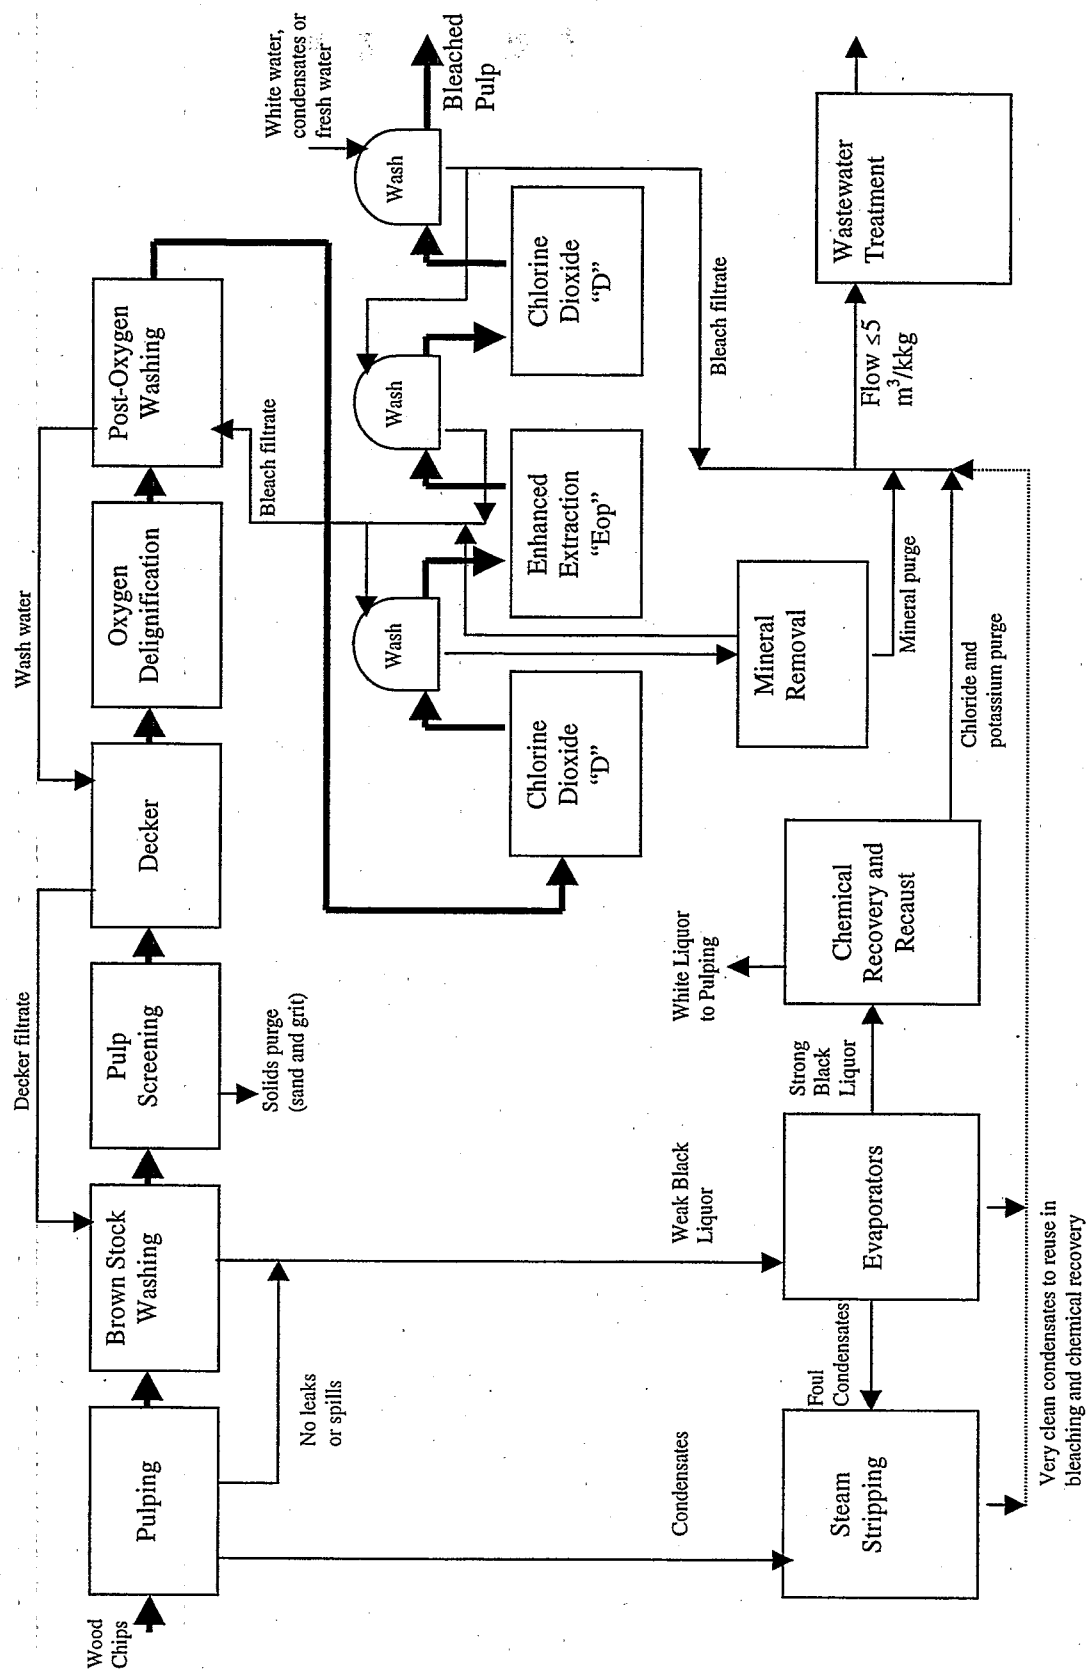 Wood
Chips
Pulping
Brown Stock
Washing
Pulp
Screening
Decker
Oxygen
Delignification
Post-Oxygen
Washing
Decker filtrate
Wash water
No leaks
or spills
Solids purge
(sand and grit)
Bleach filtrate
White water,
condensates or
fresh water
Wash
Wash
Wash
Bleached
Pulp
Chlorine
Dioxide
“D”
Enhanced
Extraction
“Eop”
Chlorine
Dioxide
“D”
Condensates
Weak Black
Liquor
White Liquor
to Pulping
Mineral
Removal
Bleach filtrate
Steam
Stripping
Foul
Condensates
Evaporators
Strong
Black
Liquor
Chemical
Recovery and
Recaust
Mineral purge
Chloride and
potassium purge
Flow ≤5
m³/kkg
Wastewater
Treatment
Very clean condensates to reuse in
bleaching and chemical recovery